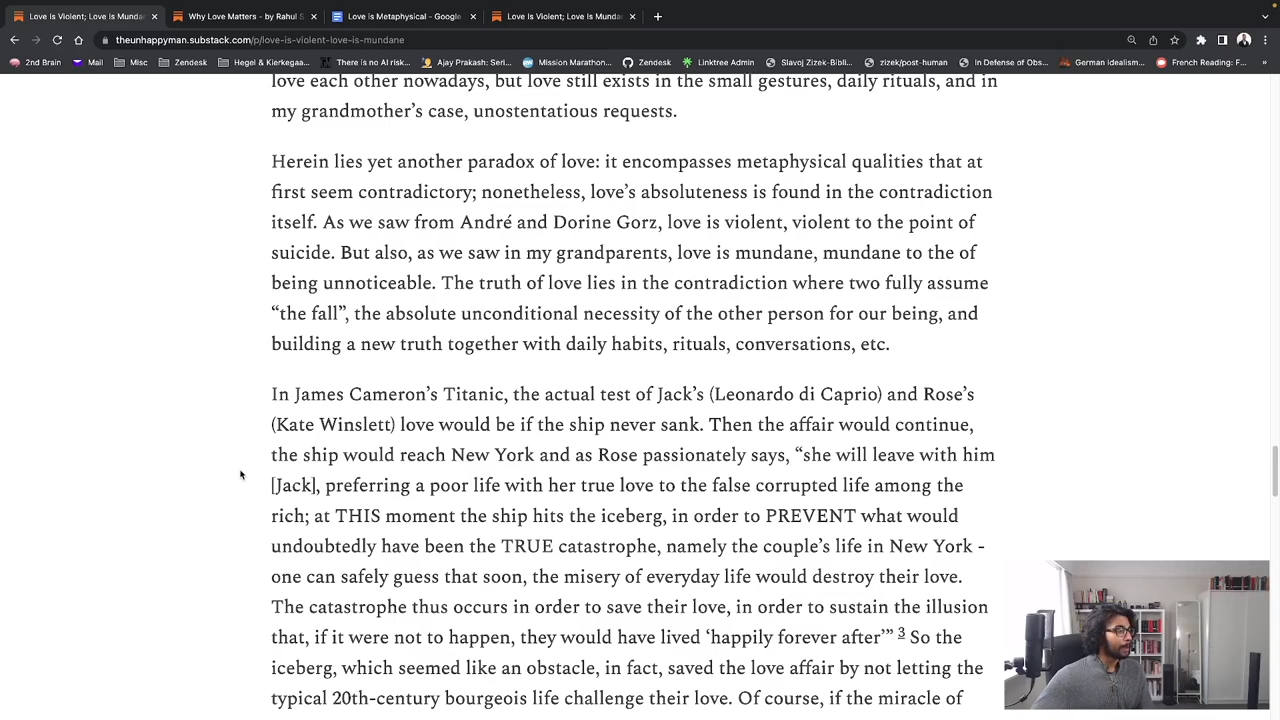 Love Is Violent; Love Is Munda
Why Love Matters - by Rahul S
Love is Metaphysical - Google
Love Is Violent; Love Is Munda
theunhappyman.substack.com/p/love-is-violent-love-is-mundane
2nd Brain
Mail
Misc
Zendesk
Hegel & Kierkegaa...
There is no AI risk...
Ajay Prakash: Seri...
Mission Marathon...
Zendesk
Linktree Admin
Slavoj Zizek-Bibli...
zizek/post-human
In Defense of Obs...
German Idealism...
French Reading: F...
»
love each other nowadays, but love still exists in the small gestures, daily rituals, and in
my grandmother’s case, unostentatious requests.
Herein lies yet another paradox of love: it encompasses metaphysical qualities that at
first seem contradictory; nonetheless, love’s absoluteness is found in the contradiction
itself. As we saw from André and Dorine Gorz, love is violent, violent to the point of
suicide. But also, as we saw in my grandparents, love is mundane, mundane to the of
being unnoticeable. The truth of love lies in the contradiction where two fully assume
“the fall”, the absolute unconditional necessity of the other person for our being, and
building a new truth together with daily habits, rituals, conversations, etc.
In James Cameron’s Titanic, the actual test of Jack’s (Leonardo di Caprio) and Rose’s
(Kate Winslett) love would be if the ship never sank. Then the affair would continue,
the ship would reach New York and as Rose passionately says, “she will leave with him
[Jack], preferring a poor life with her true love to the false corrupted life among the
rich; at THIS moment the ship hits the iceberg, in order to PREVENT what would
undoubtedly have been the TRUE catastrophe, namely the couple’s life in New York -
one can safely guess that soon, the misery of everyday life would destroy their love.
The catastrophe thus occurs in order to save their love, in order to sustain the illusion
that, if it were not to happen, they would have lived ‘happily forever after’” 3 So the
iceberg, which seemed like an obstacle, in fact, saved the love affair by not letting the
typical 20th-century bourgeois life challenge their love. Of course, if the miracle of